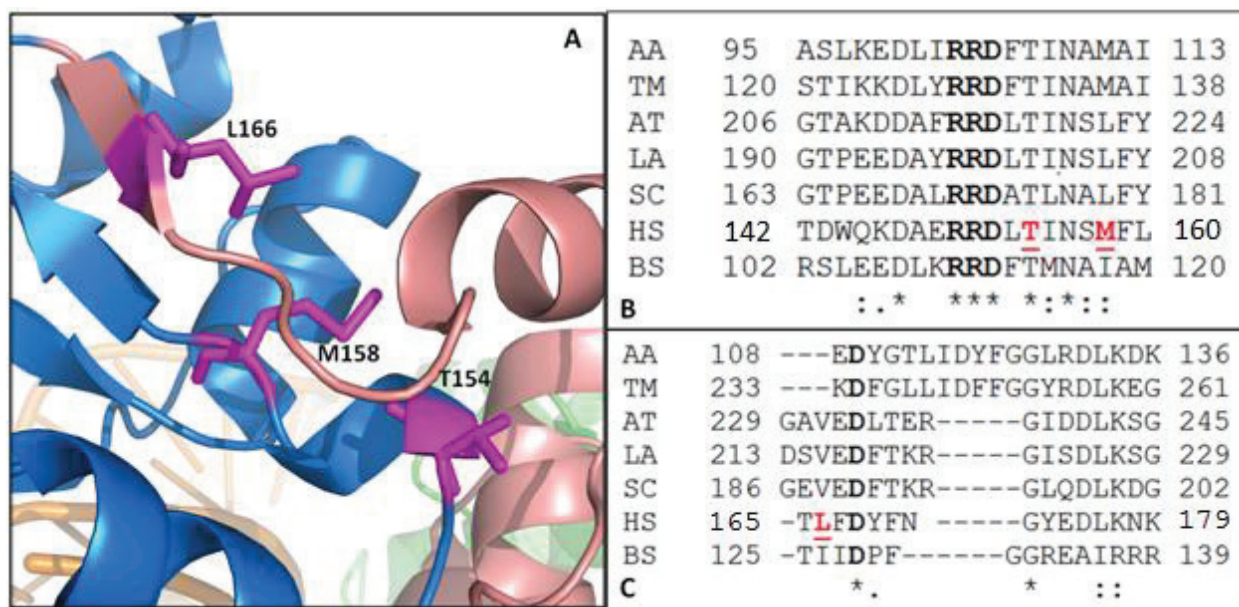 A
L166
M158
T154
AA 95 ASLKEDLIRRDFTINAMAI 113
TM 120 STIKKDLYRRDFTINAMAI 138
AT 206 GTAKDDAFRRDLTINSLFY 224
LA 190 GTPEEDAYRRDLTINSLFY 208
SC 163 GTPEEDALRRDATLNALFY 181
HS 142 TDWQKDAERRDLTINSMFL 160
BS 102 RSLEEDLKRRDFTMNAIAM 120
B :.* *** *:*::
AA 108 ---EDYGTLIDYFGGLRDLKDK 136
TM 233 ---KDFGLLIDFFGGYRDLKEG 261
AT 229 GAVEDLTER-----GIDDLKSG 245
LA 213 DSVEDFTKR-----GISDLKSG 229
SC 186 GEVEDFTKR-----GLQDLKDG 202
HS 165 -TLFDYFN -----GYEDLKNK 179
BS 125 -TIIDPF------GGREAIRRR 139
C *. * ::